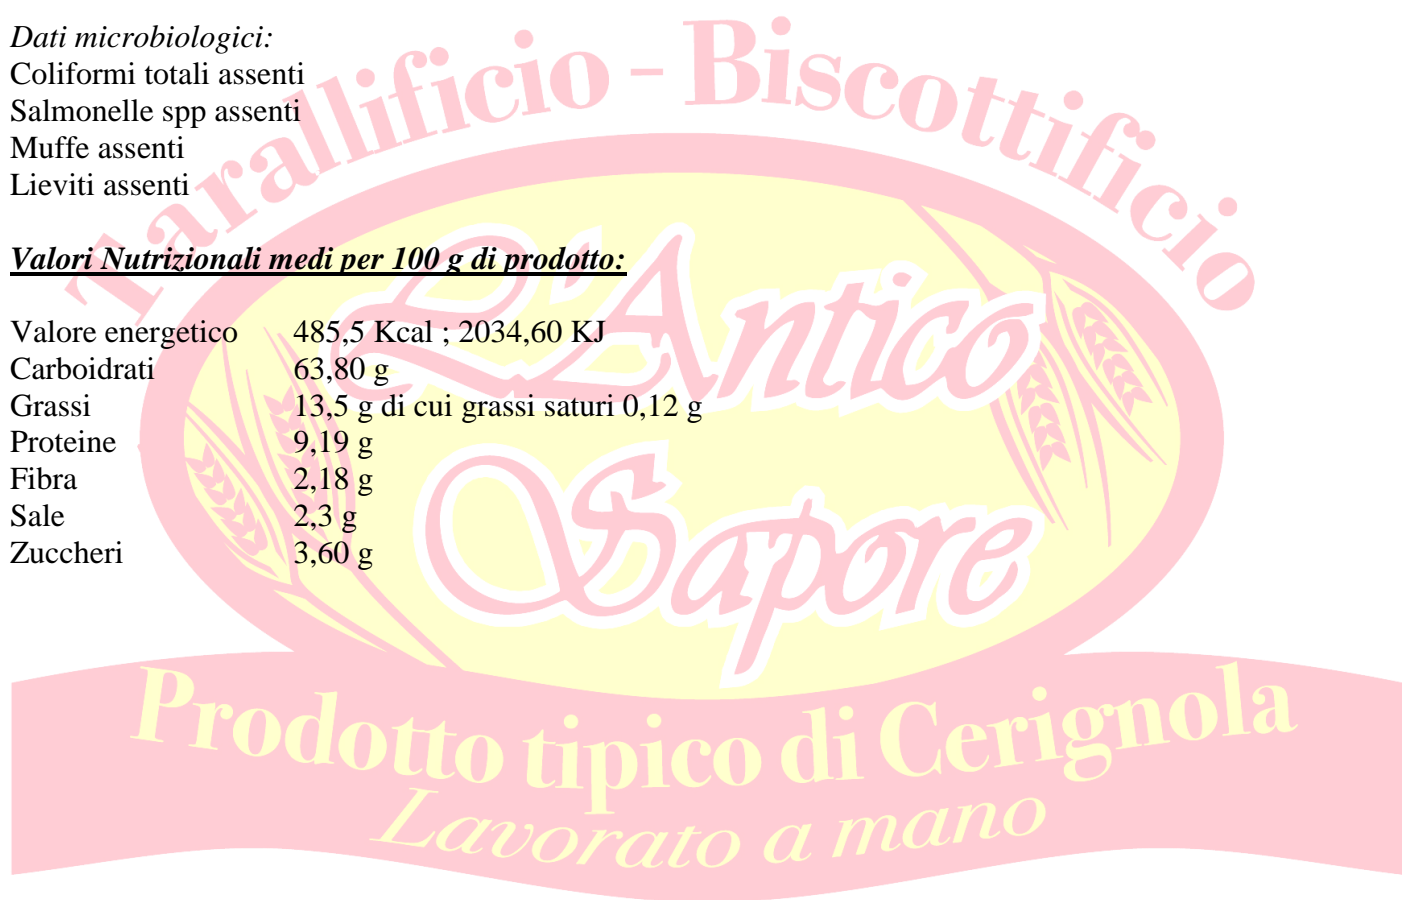 Dati microbiologici:
Coliformi totali assenti
Salmonelle spp assenti
Muffe assenti
Lieviti assenti
Valori Nutrizionali medi per 100 g di prodotto:
Valore energetico 485,5 Kcal ; 2034,60 KJ
Carboidrati 63,80 g
Grassi 13,5 g di cui grassi saturi 0,12 g
Proteine 9,19 g
Fibra 2,18 g
Sale 2,3 g
Zuccheri 3,60 g
Tarallificio - Biscottificio
L'Antico
Sapore
Prodotto tipico di Cerignola
Lavorato a mano